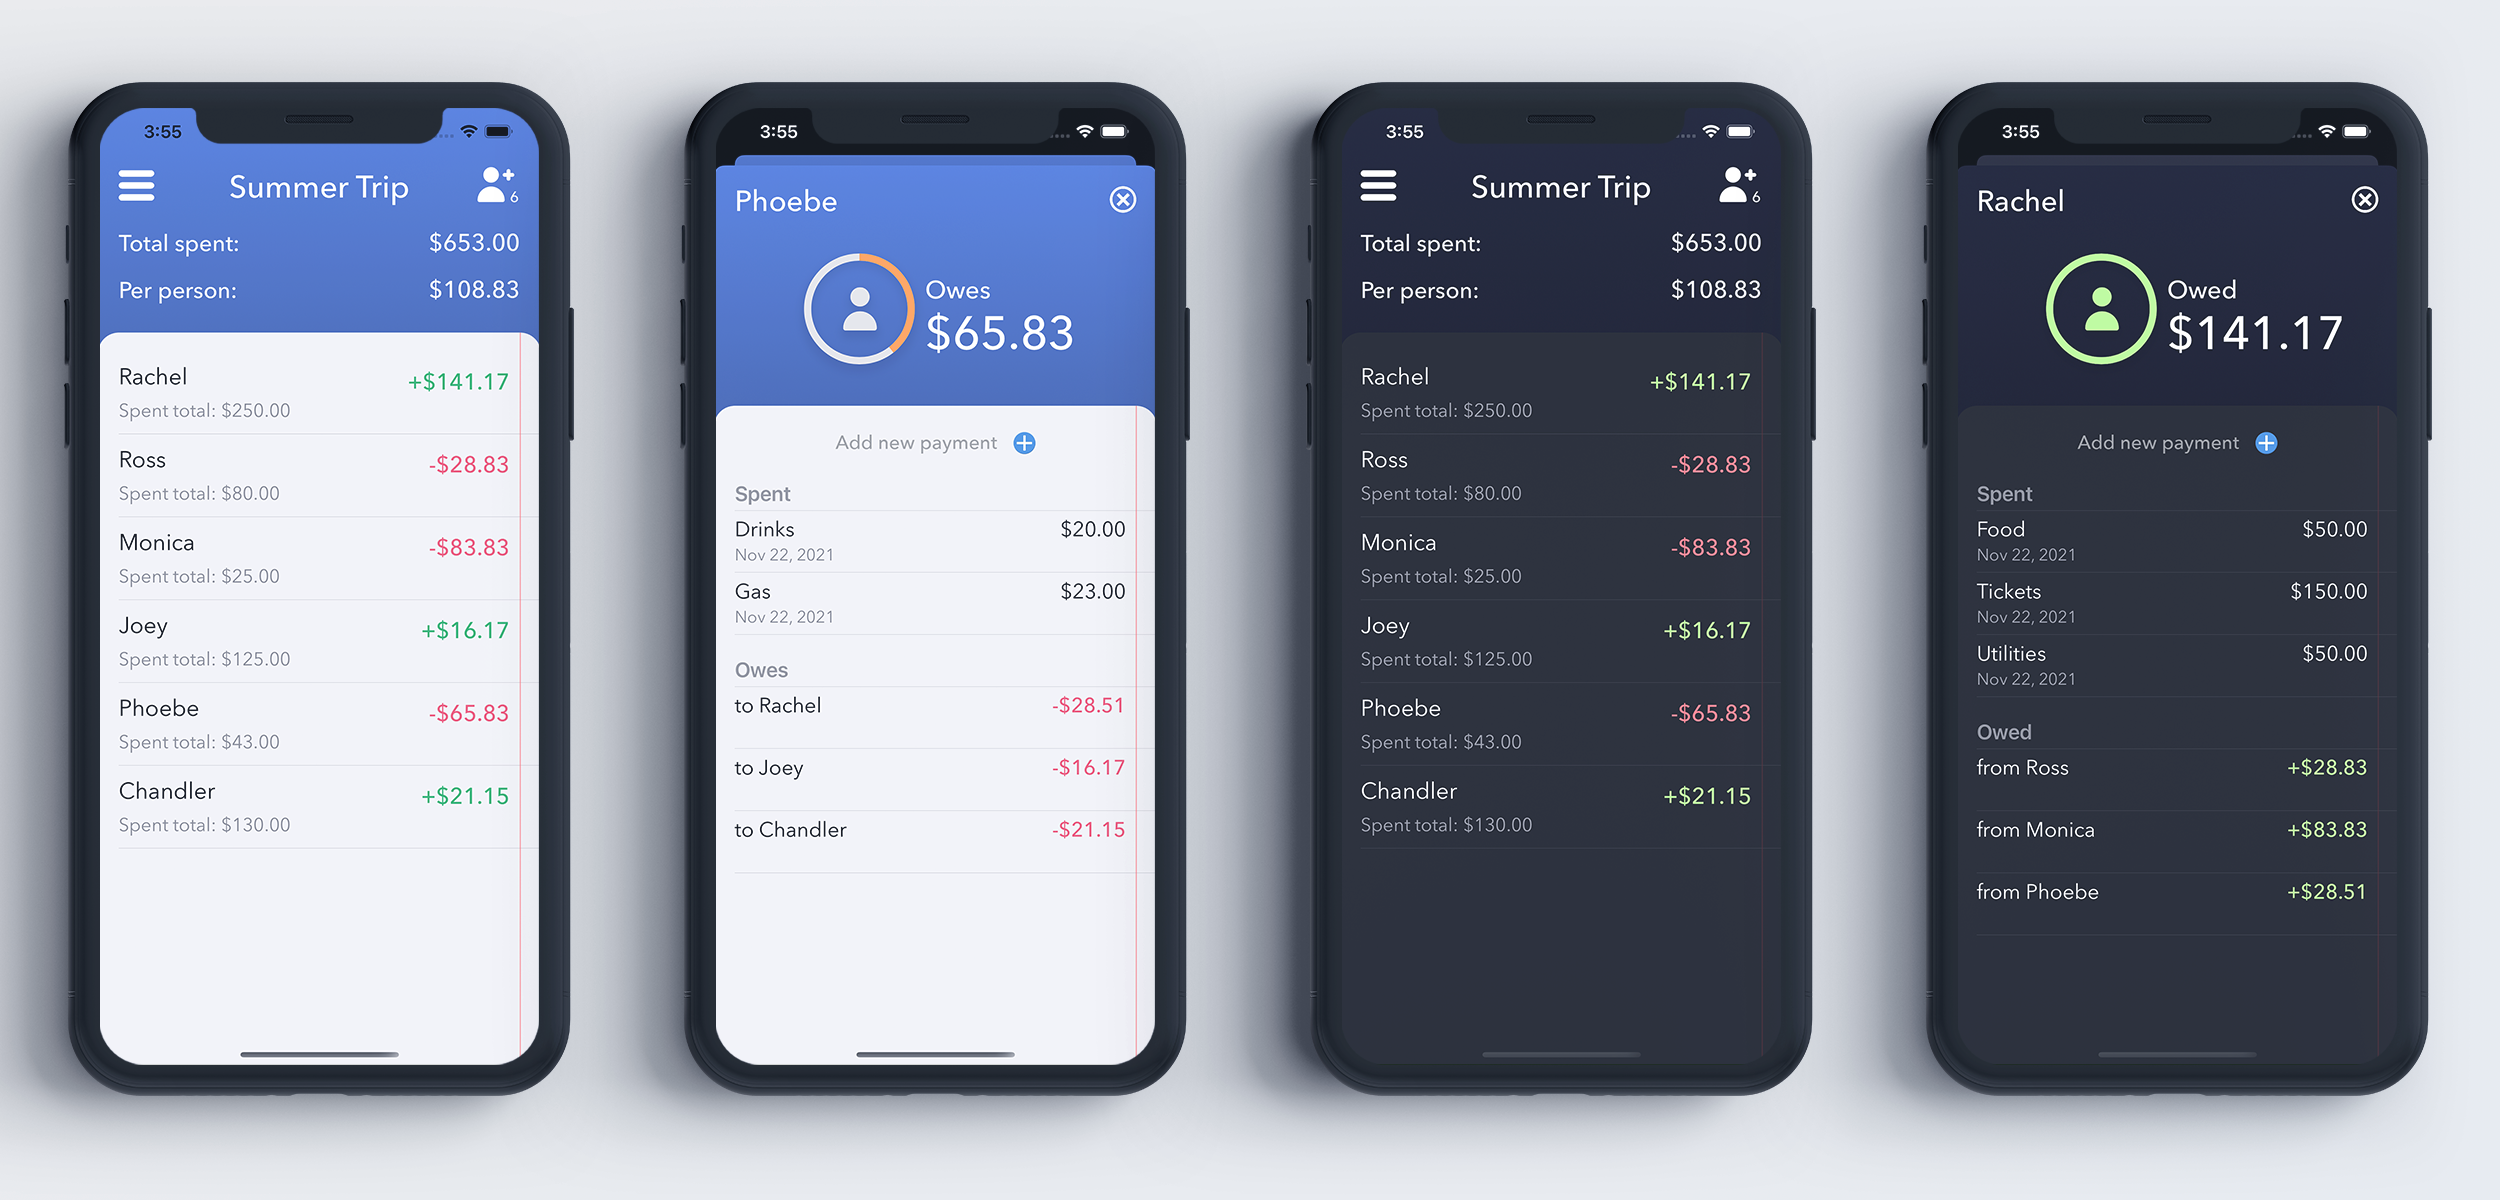 3:55
Summer Trip
6
Total spent: $653.00
Per person: $108.83
Rachel +$141.17
Spent total: $250.00
Ross -$28.83
Spent total: $80.00
Monica -$83.83
Spent total: $25.00
Joey +$16.17
Spent total: $125.00
Phoebe -$65.83
Spent total: $43.00
Chandler +$21.15
Spent total: $130.00
3:55
Phoebe
Owes
$65.83
Add new payment
Spent
Drinks $20.00
Nov 22, 2021
Gas $23.00
Nov 22, 2021
Owes
to Rachel -$28.51
to Joey -$16.17
to Chandler -$21.15
3:55
Summer Trip
6
Total spent: $653.00
Per person: $108.83
Rachel +$141.17
Spent total: $250.00
Ross -$28.83
Spent total: $80.00
Monica -$83.83
Spent total: $25.00
Joey +$16.17
Spent total: $125.00
Phoebe -$65.83
Spent total: $43.00
Chandler +$21.15
Spent total: $130.00
3:55
Rachel
Owed
$141.17
Add new payment
Spent
Food $50.00
Nov 22, 2021
Tickets $150.00
Nov 22, 2021
Utilities $50.00
Nov 22, 2021
Owed
from Ross +$28.83
from Monica +$83.83
from Phoebe +$28.51